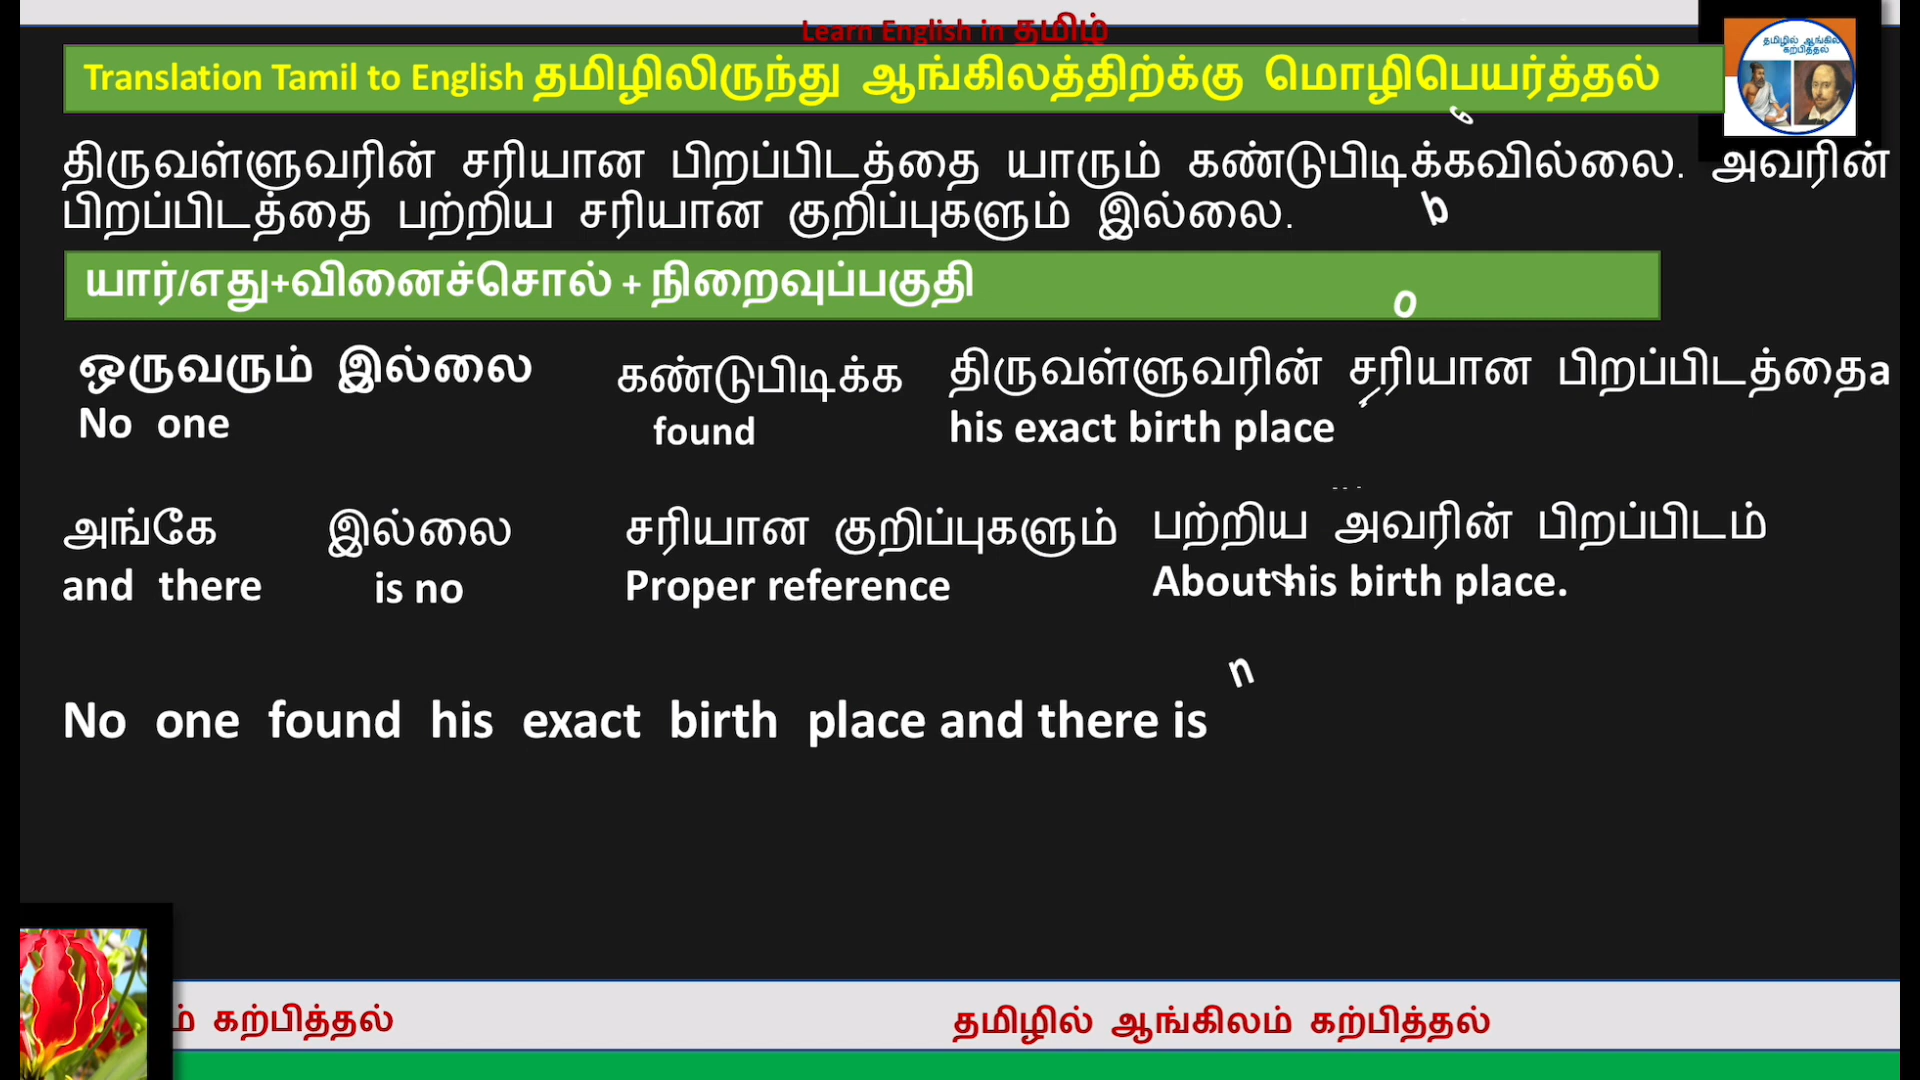 Learn English in தமிழ்
Translation Tamil to English தமிழிலிருந்து ஆங்கிலத்திற்க்கு மொழிபெயர்த்தல்
தமிழில் ஆங்கில
கற்பித்தல்
திருவள்ளுவரின் சரியான பிறப்பிடத்தை யாரும் கண்டுபிடிக்கவில்லை. அவரின்
பிறப்பிடத்தை பற்றிய சரியான குறிப்புகளும் இல்லை.
b
யார்/எது+வினைச்சொல் + நிறைவுப்பகுதி
o
ஒருவரும் இல்லை கண்டுபிடிக்க திருவள்ளுவரின் சரியான பிறப்பிடத்தை a
No one found his exact birth place
அங்கே இல்லை சரியான குறிப்புகளும் பற்றிய அவரின் பிறப்பிடம்
and there is no Proper reference About his birth place.
n
No one found his exact birth place and there is
ம் கற்பித்தல் தமிழில் ஆங்கிலம் கற்பித்தல்